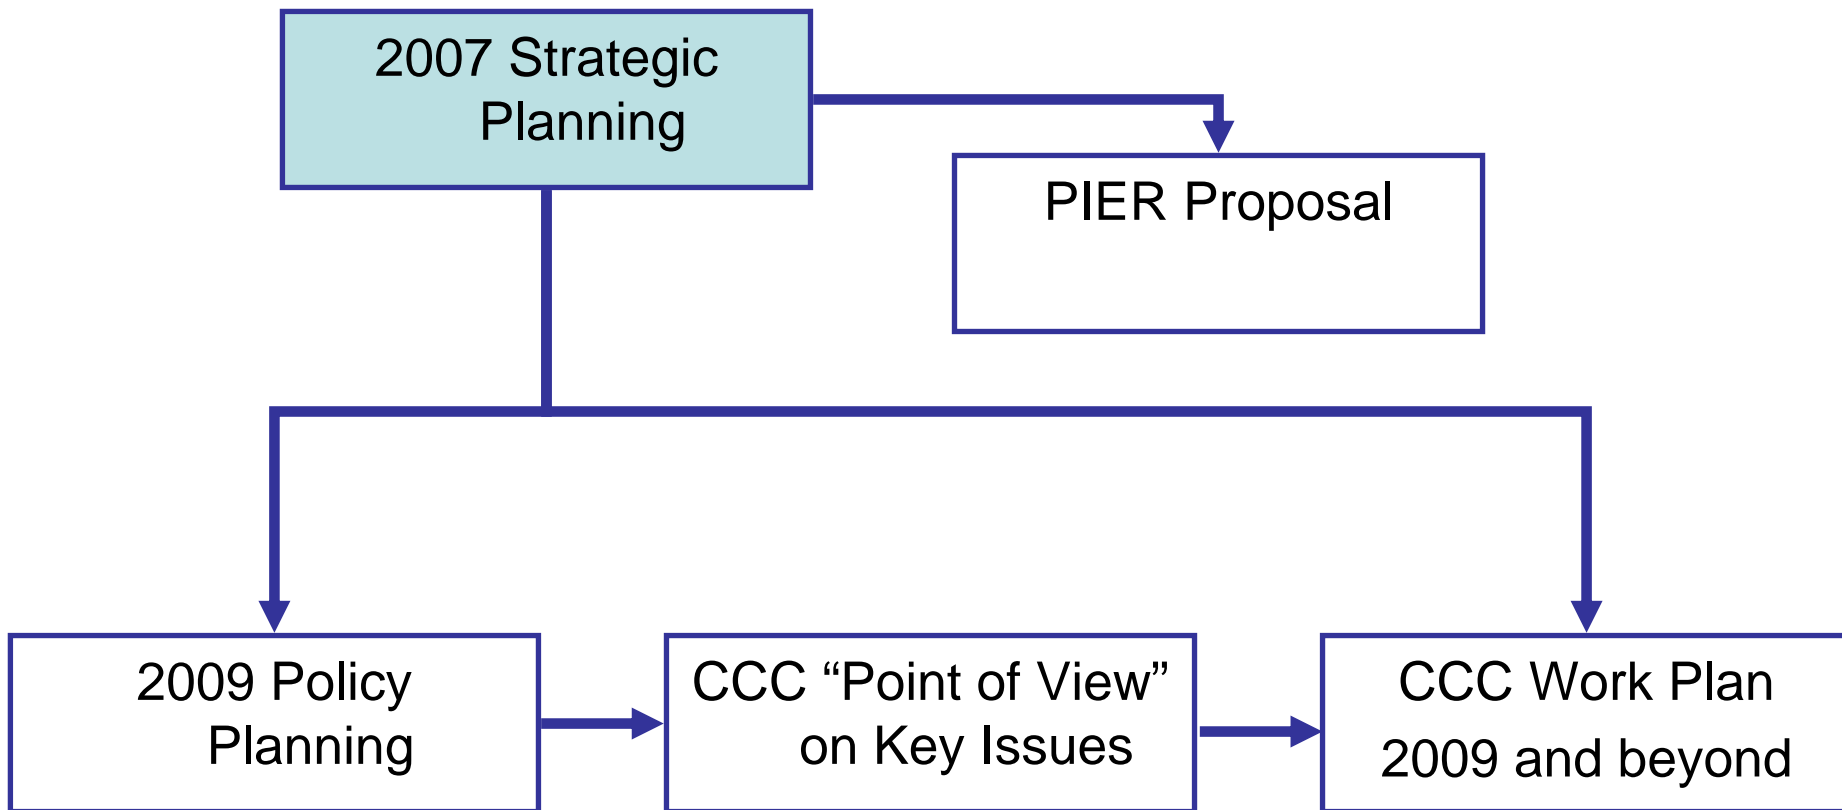 2007 Strategic
Planning
PIER Proposal
2009 Policy
Planning
CCC “Point of View”
on Key Issues
CCC Work Plan
2009 and beyond